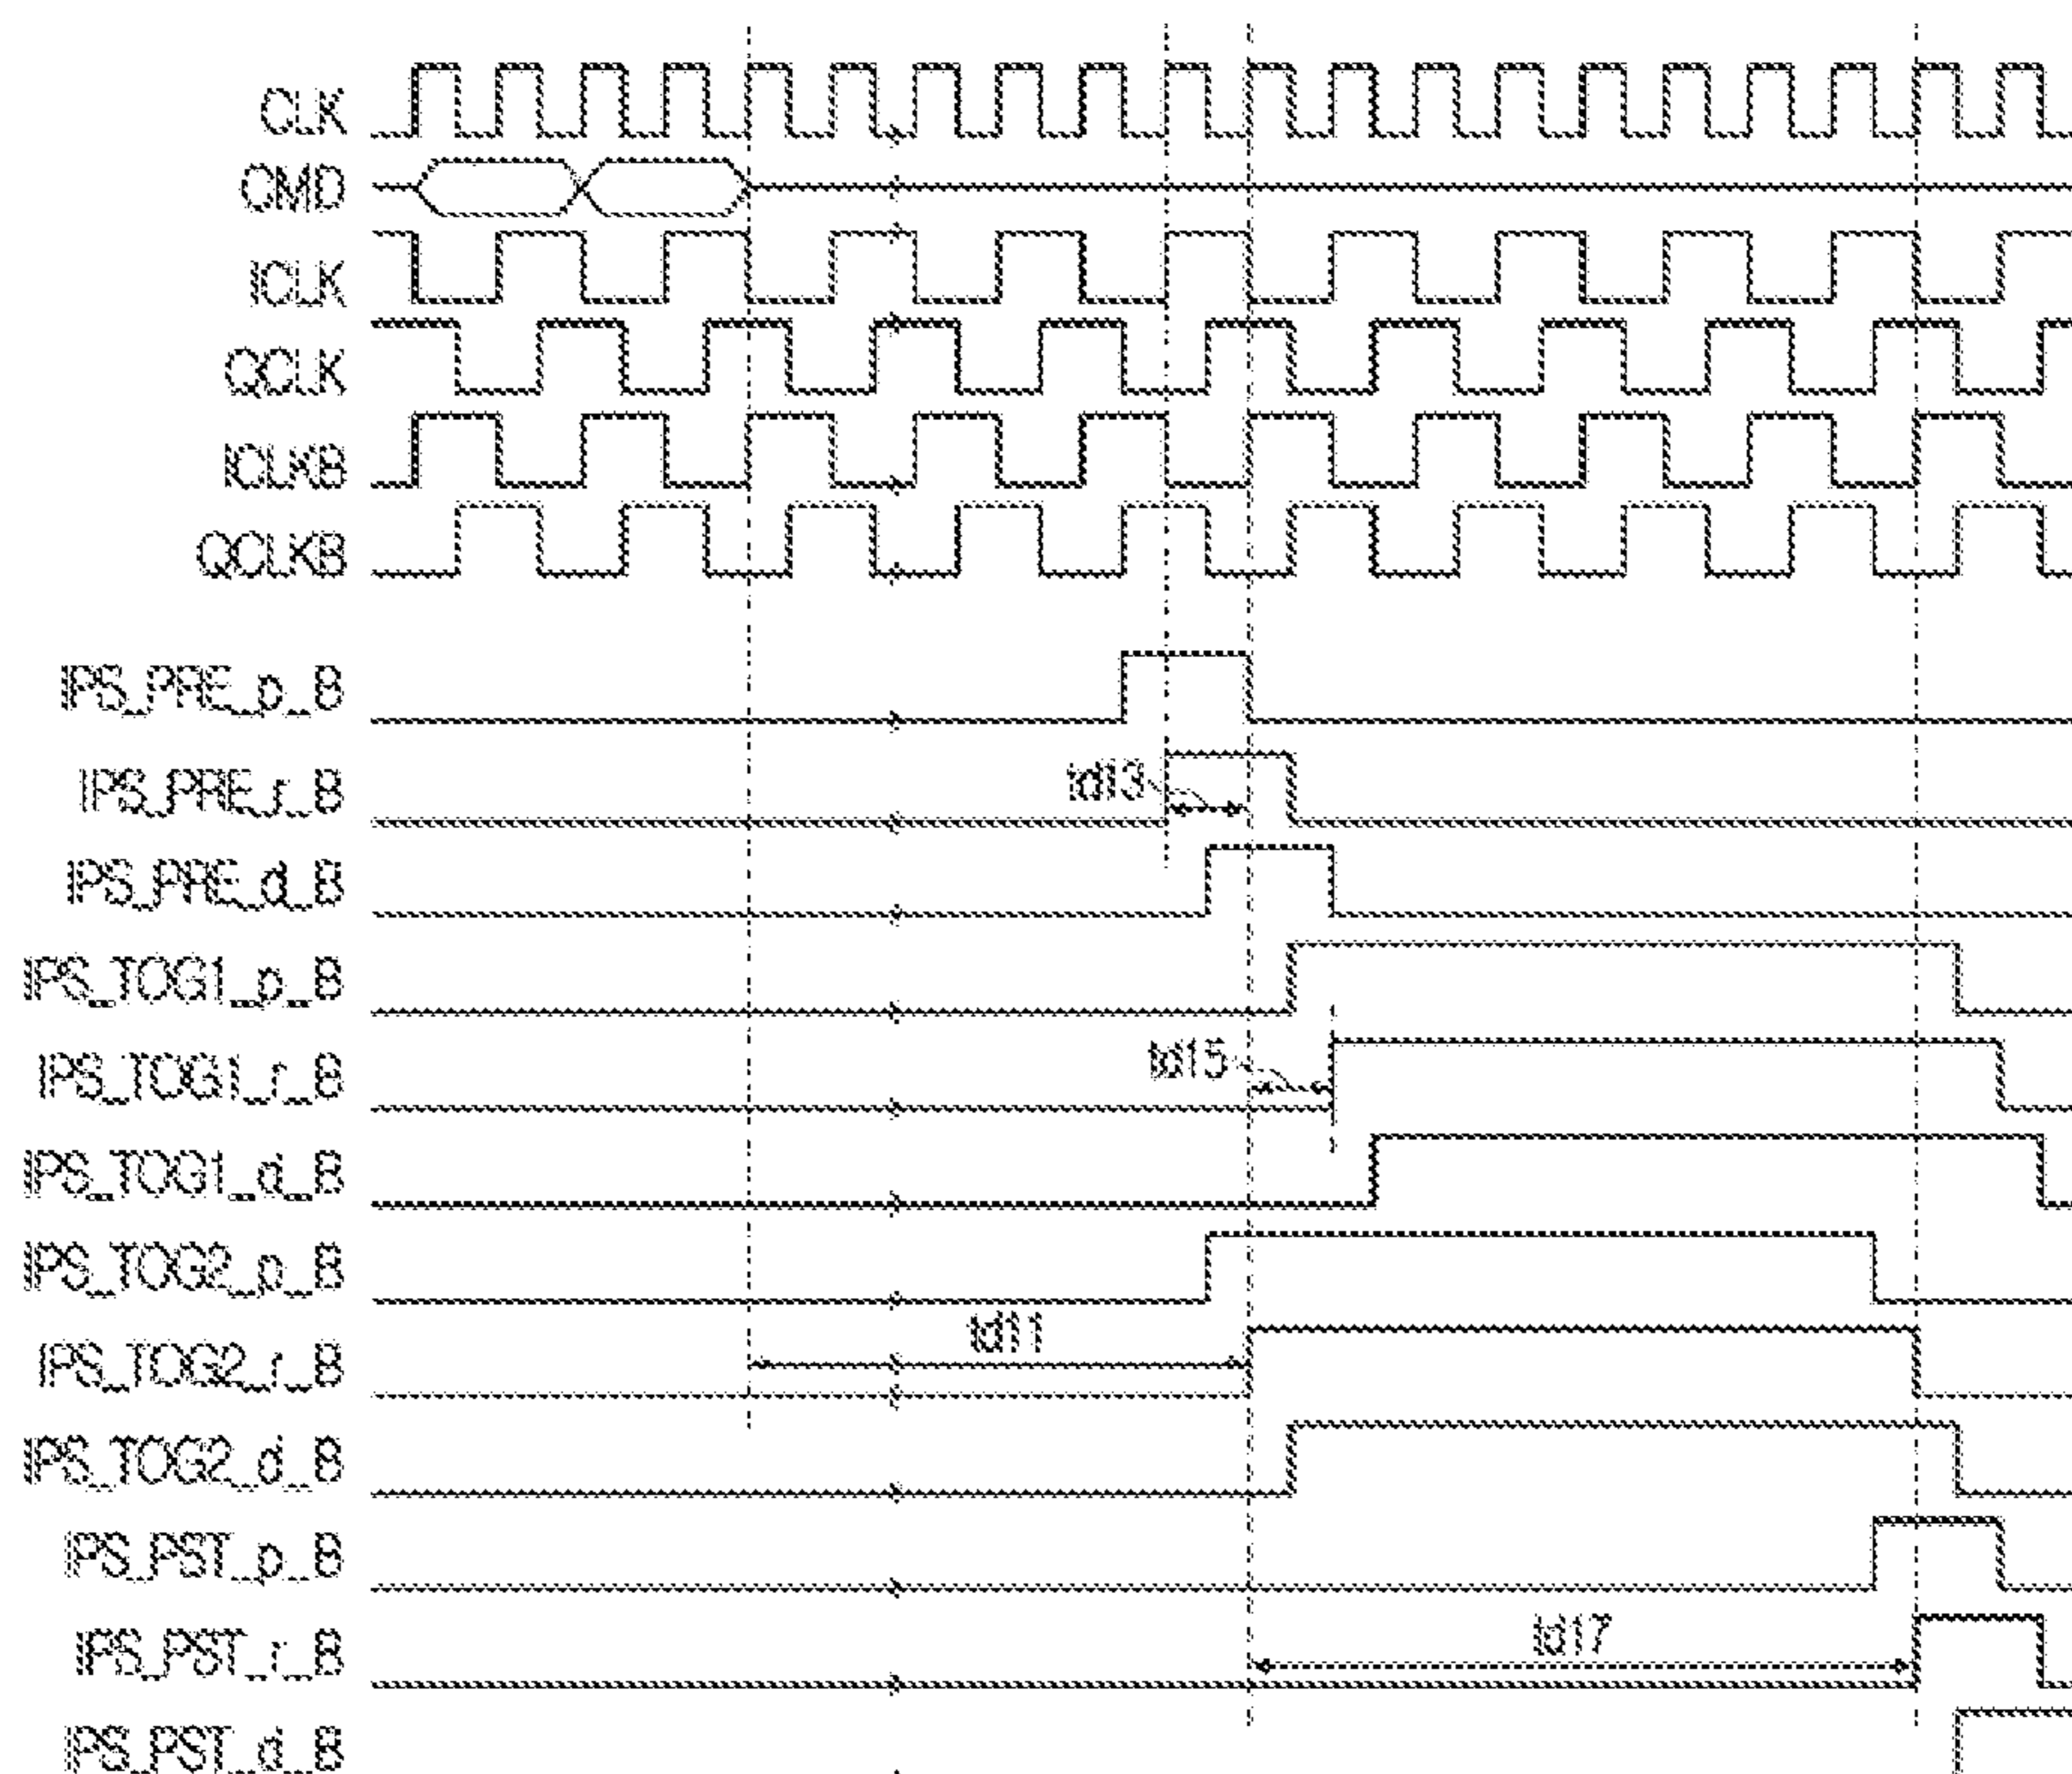 CLK
CMD
ICLK
QCLK
ICLKB
QCLKB
IPS_PRE_p_B
IPS_PRE_r_B
td13
IPS_PRE_d_B
IPS_TOG1_p_B
IPS_TOG1_r_B
td15
IPS_TOG1_d_B
IPS_TOG2_p_B
IPS_TOG2_r_B
td11
IPS_TOG2_d_B
IPS_PST_p_B
IPS_PST_r_B
td17
IPS_PST_d_B